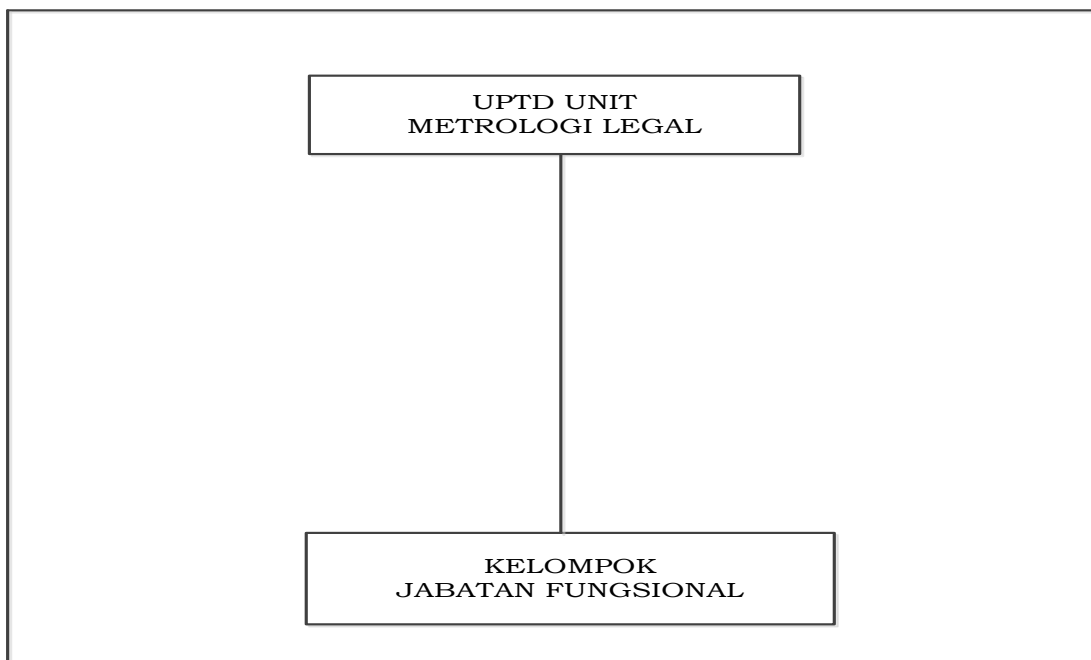 UPTD UNIT
METROLOGI LEGAL
KELOMPOK
JABATAN FUNGSIONAL